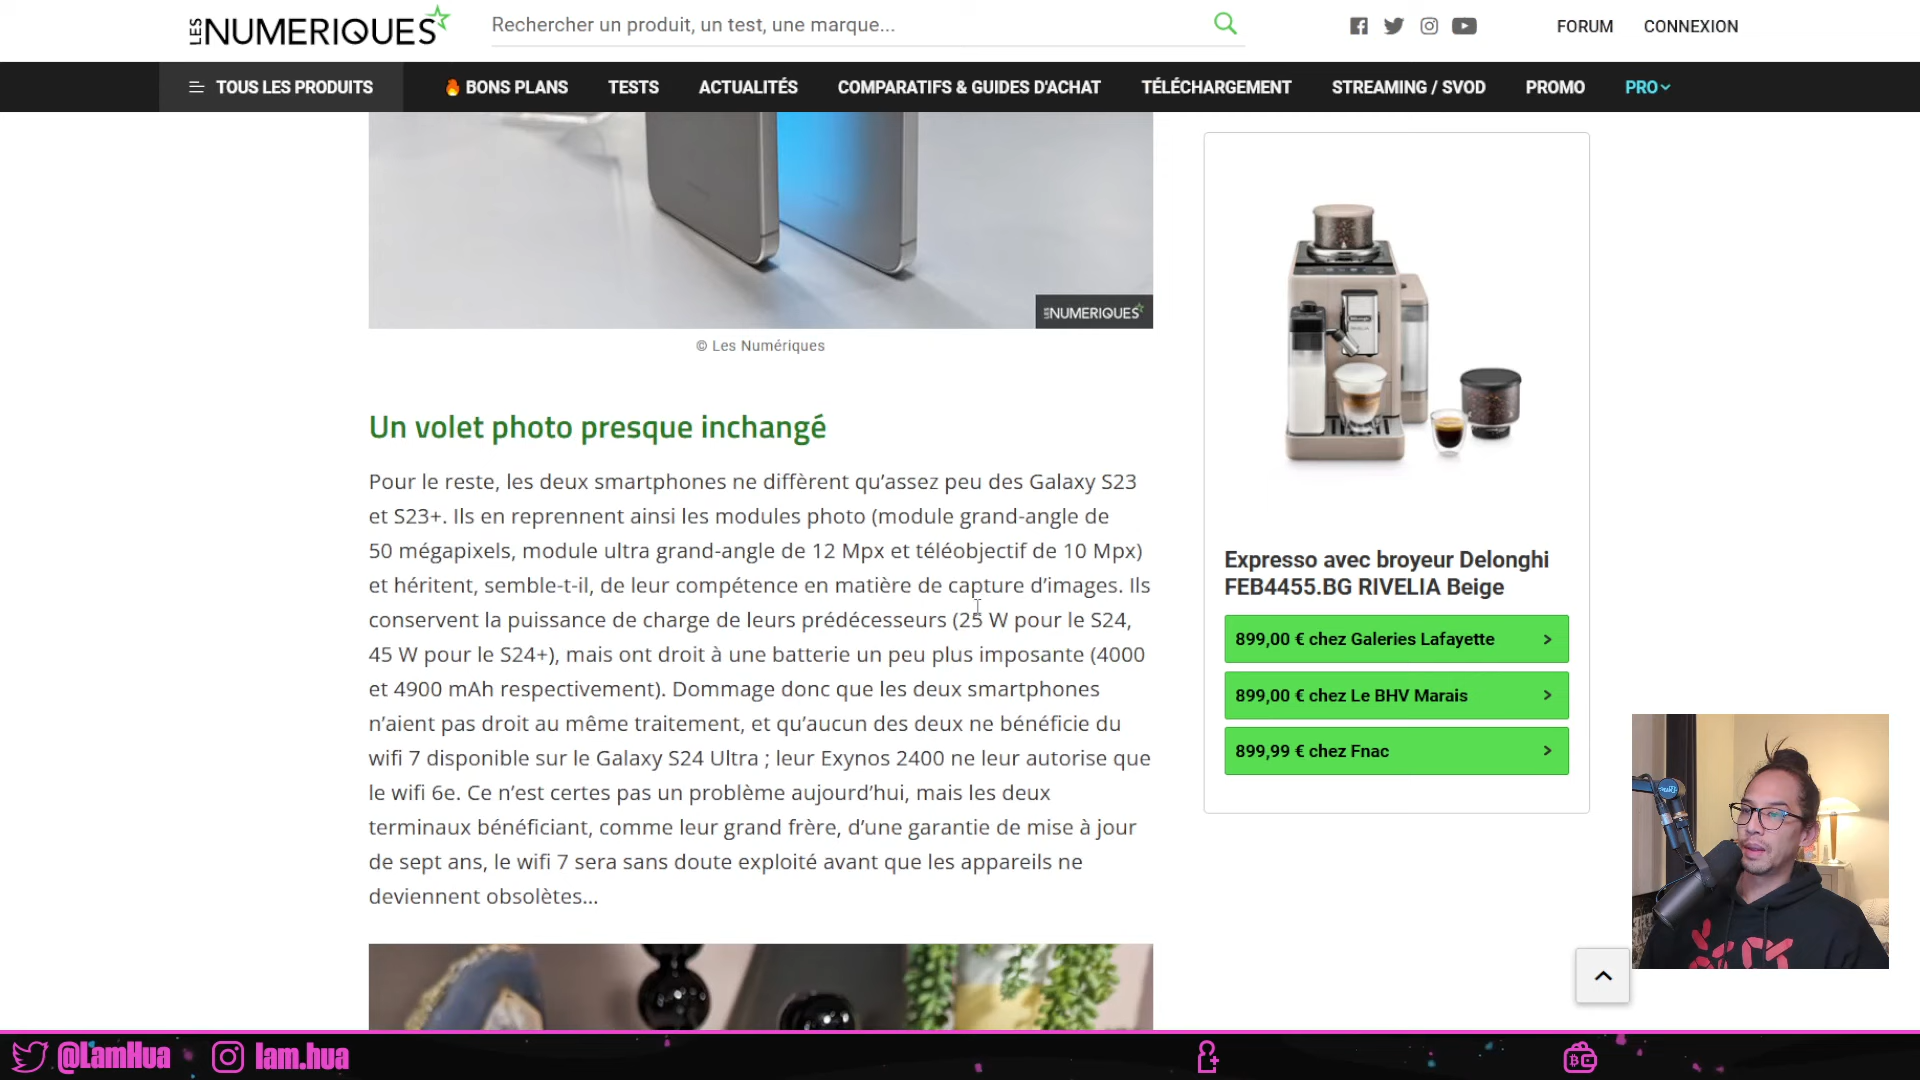 LES NUMERIQUES
Rechercher un produit, un test, une marque...
FORUM
CONNEXION
TOUS LES PRODUITS
BONS PLANS
TESTS
ACTUALITÉS
COMPARATIFS & GUIDES D'ACHAT
TÉLÉCHARGEMENT
STREAMING / SVOD
PROMO
PRO
LES NUMERIQUES
© Les Numériques
Un volet photo presque inchangé
Pour le reste, les deux smartphones ne diffèrent qu’assez peu des Galaxy S23
et S23+. Ils en reprennent ainsi les modules photo (module grand-angle de
50 mégapixels, module ultra grand-angle de 12 Mpx et téléobjectif de 10 Mpx)
et héritent, semble-t-il, de leur compétence en matière de capture d’images. Ils
conservent la puissance de charge de leurs prédécesseurs (25 W pour le S24,
45 W pour le S24+), mais ont droit à une batterie un peu plus imposante (4000
et 4900 mAh respectivement). Dommage donc que les deux smartphones
n’aient pas droit au même traitement, et qu’aucun des deux ne bénéficie du
wifi 7 disponible sur le Galaxy S24 Ultra ; leur Exynos 2400 ne leur autorise que
le wifi 6e. Ce n’est certes pas un problème aujourd’hui, mais les deux
terminaux bénéficiant, comme leur grand frère, d’une garantie de mise à jour
de sept ans, le wifi 7 sera sans doute exploité avant que les appareils ne
deviennent obsolètes…
Expresso avec broyeur Delonghi
FEB4455.BG RIVELIA Beige
899,00 € chez Galeries Lafayette
899,00 € chez Le BHV Marais
899,99 € chez Fnac
@LamHua
lam.hua